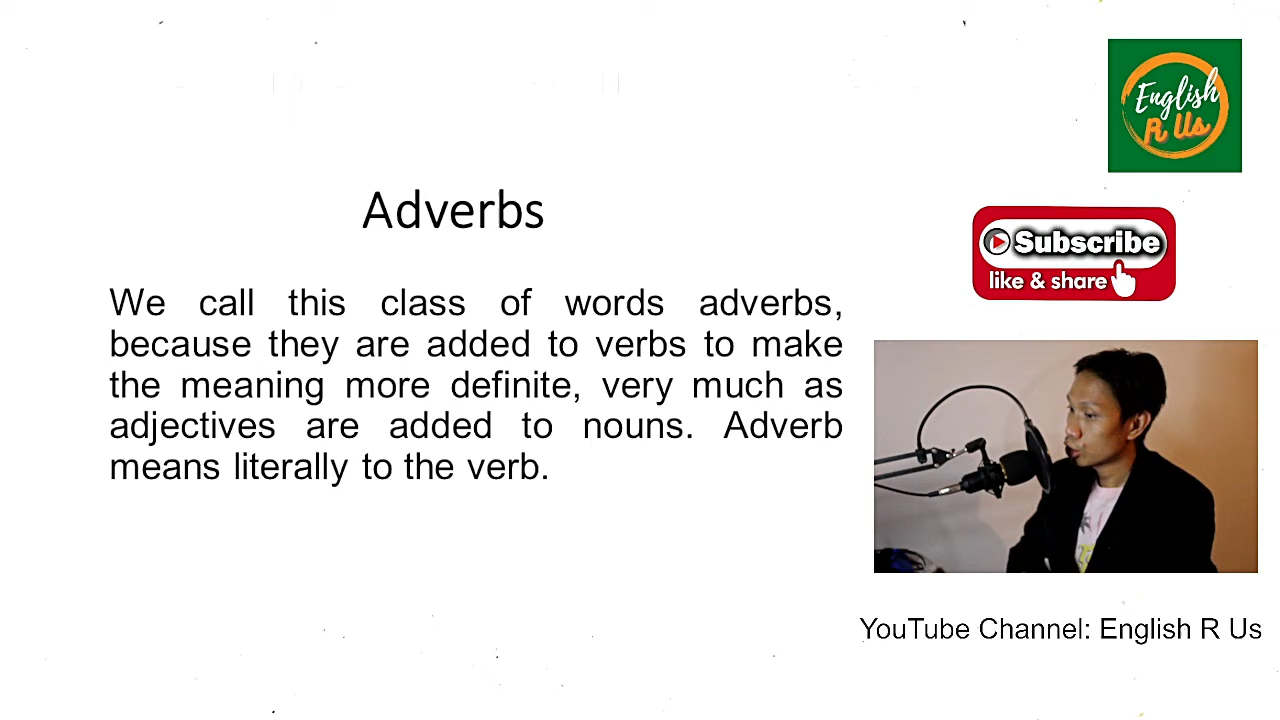 English
R Us
Adverbs
Subscribe
like & share
We call this class of words adverbs,
because they are added to verbs to make
the meaning more definite, very much as
adjectives are added to nouns. Adverb
means literally to the verb.
YouTube Channel: English R Us